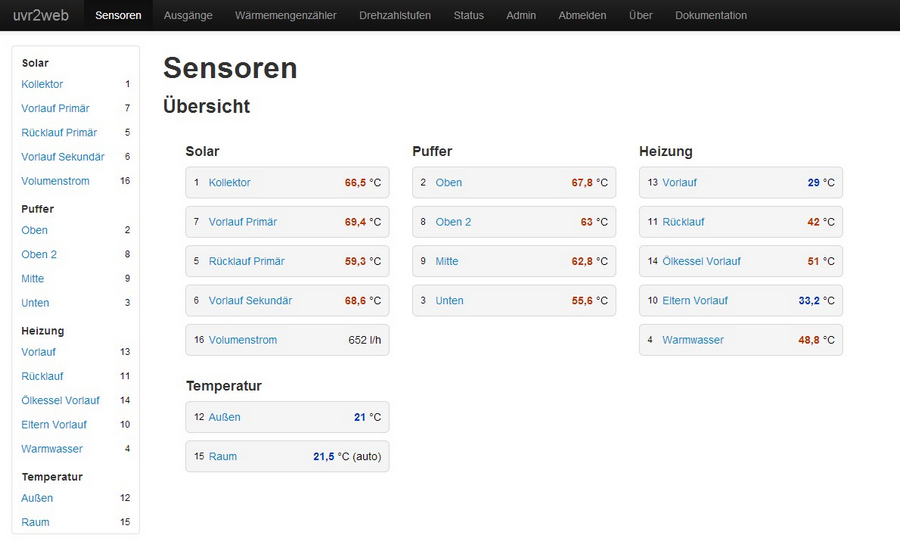 uvr2web Sensoren Ausgänge Wärmemengenzähler Drehzahlstufen Status Admin Abmelden Über Dokumentation
Solar
Kollektor 1
Vorlauf Primär 7
Rücklauf Primär 5
Vorlauf Sekundär 6
Volumenstrom 16
Puffer
Oben 2
Oben 2 8
Mitte 9
Unten 3
Heizung
Vorlauf 13
Rücklauf 11
Ölkessel Vorlauf 14
Eltern Vorlauf 10
Warmwasser 4
Temperatur
Außen 12
Raum 15
Sensoren
Übersicht
Solar
1 Kollektor 66,5 °C
7 Vorlauf Primär 69,4 °C
5 Rücklauf Primär 59,3 °C
6 Vorlauf Sekundär 68,6 °C
16 Volumenstrom 652 l/h
Puffer
2 Oben 67,8 °C
8 Oben 2 63 °C
9 Mitte 62,8 °C
3 Unten 55,6 °C
Heizung
13 Vorlauf 29 °C
11 Rücklauf 42 °C
14 Ölkessel Vorlauf 51 °C
10 Eltern Vorlauf 33,2 °C
4 Warmwasser 48,8 °C
Temperatur
12 Außen 21 °C
15 Raum 21,5 °C (auto)